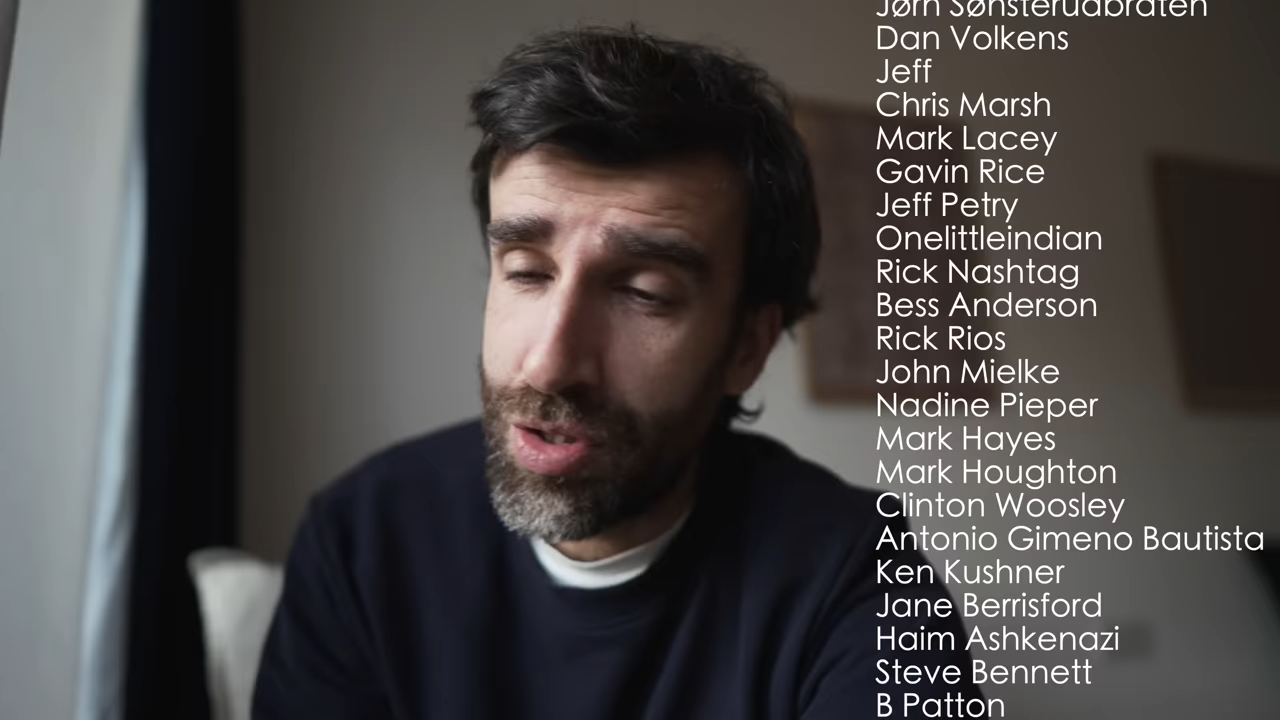 Jørn Sønsterudbråten
Dan Volkens
Jeff
Chris Marsh
Mark Lacey
Gavin Rice
Jeff Petry
Onelittleindian
Rick Nashtag
Bess Anderson
Rick Rios
John Mielke
Nadine Pieper
Mark Hayes
Mark Houghton
Clinton Woosley
Antonio Gimeno Bautista
Ken Kushner
Jane Berrisford
Haim Ashkenazi
Steve Bennett
B Patton